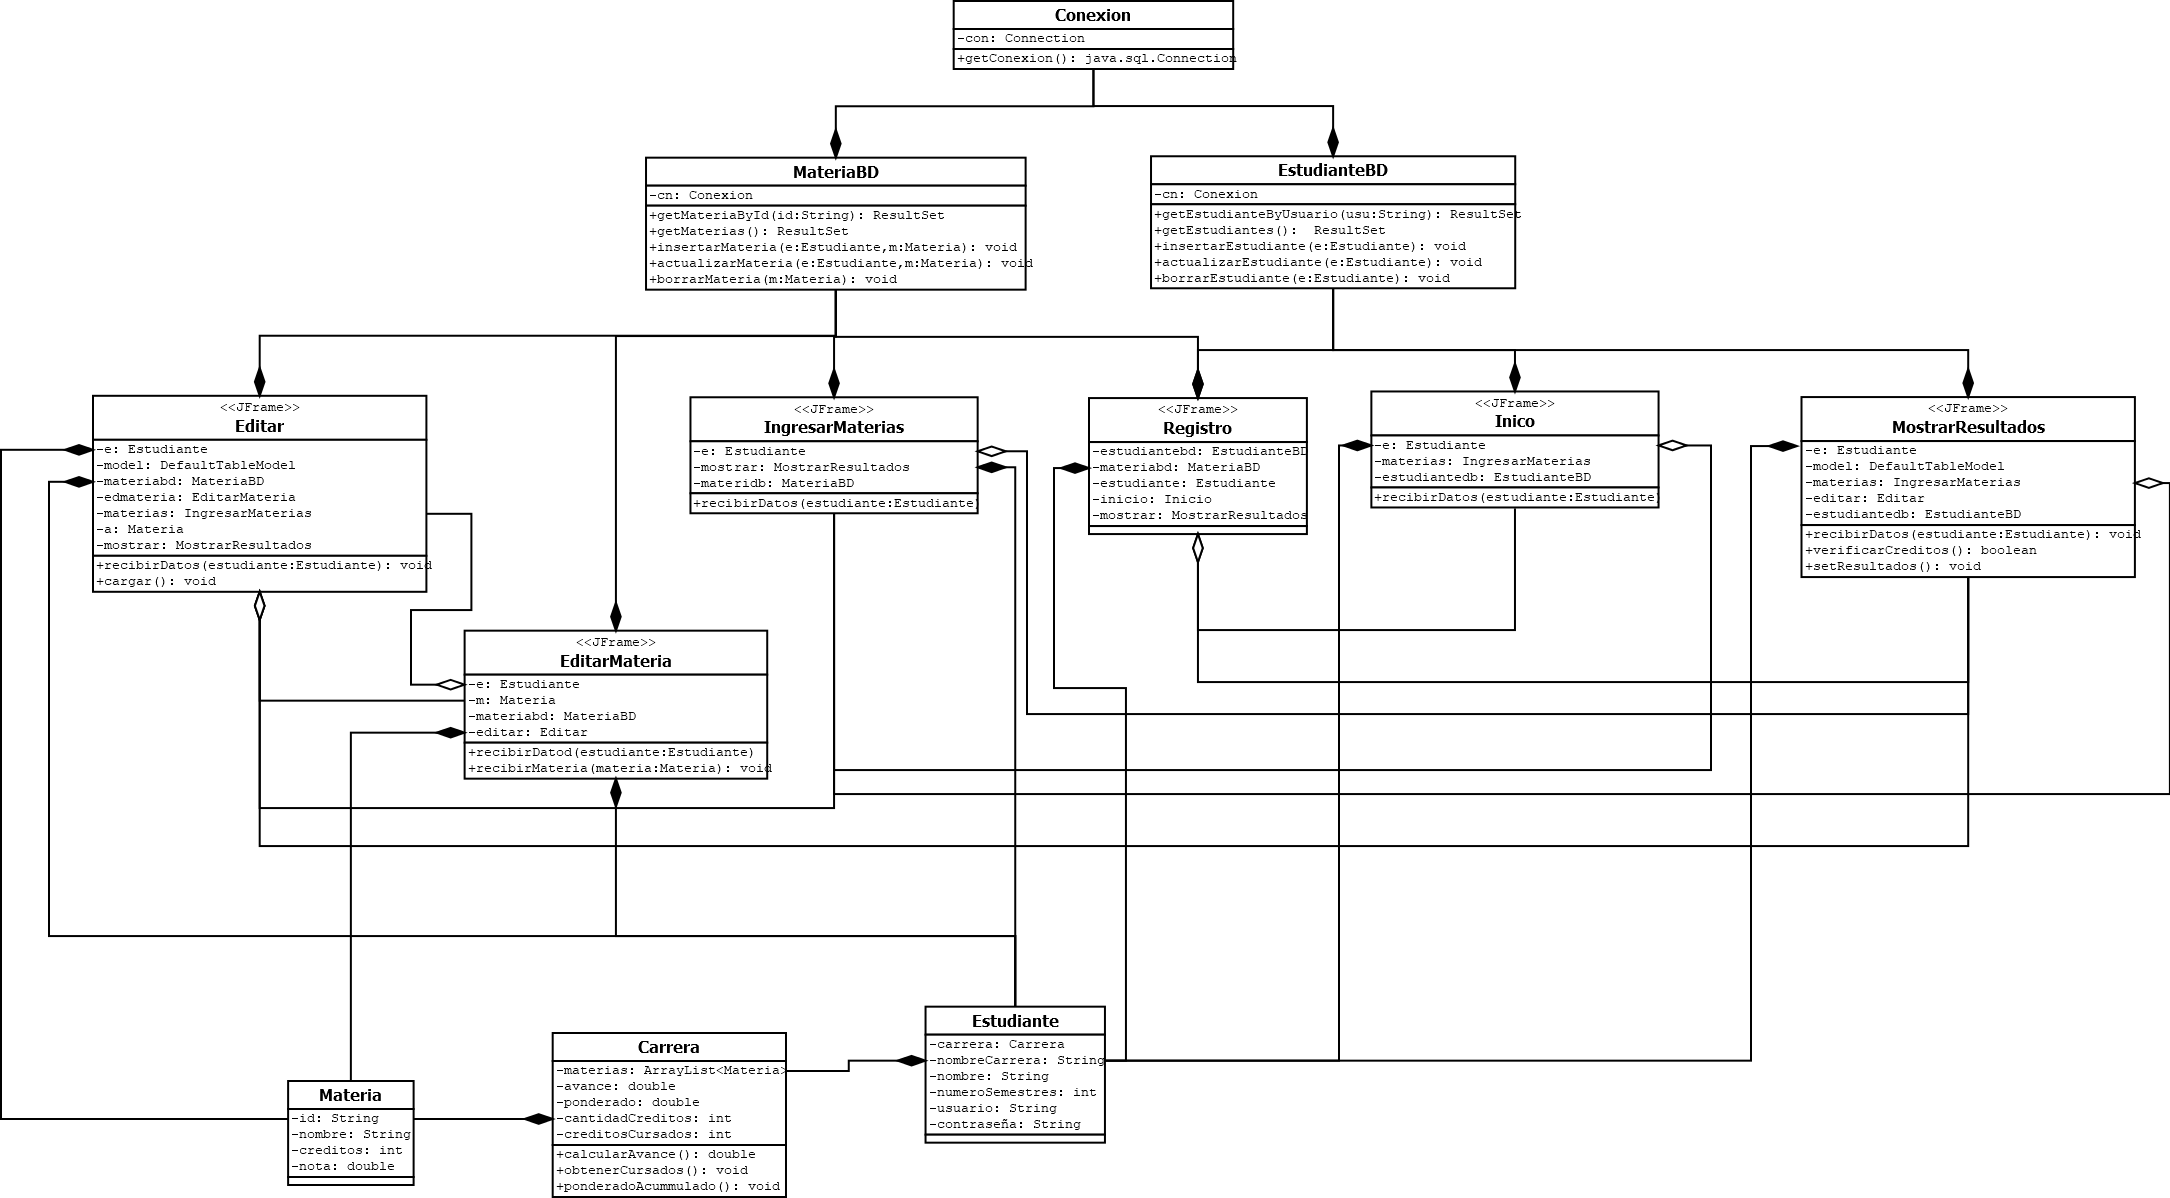 Conexion
-con: Connection
+getConexion(): java.sql.Connection
MateriaBD
-cn: Conexion
+getMateriaById(id:String): ResultSet
+getMaterias(): ResultSet
+insertarMateria(e:Estudiante,m:Materia): void
+actualizarMateria(e:Estudiante,m:Materia): void
+borrarMateria(m:Materia): void
EstudianteBD
-cn: Conexion
+getEstudianteByUsuario(usu:String): ResultSet
+getEstudiantes():  ResultSet
+insertarEstudiante(e:Estudiante): void
+actualizarEstudiante(e:Estudiante): void
+borrarEstudiante(e:Estudiante): void
<<JFrame>>
Editar
-e: Estudiante
-model: DefaultTableModel
-materiabd: MateriaBD
-edmateria: EditarMateria
-materias: IngresarMaterias
-a: Materia
-mostrar: MostrarResultados
+recibirDatos(estudiante:Estudiante): void
+cargar(): void
<<JFrame>>
IngresarMaterias
-e: Estudiante
-mostrar: MostrarResultados
-materidb: MateriaBD
+recibirDatos(estudiante:Estudiante)
<<JFrame>>
Registro
-estudiantebd: EstudianteBD
-materiabd: MateriaBD
-estudiante: Estudiante
-inicio: Inicio
-mostrar: MostrarResultados
<<JFrame>>
Inico
-e: Estudiante
-materias: IngresarMaterias
-estudiantedb: EstudianteBD
+recibirDatos(estudiante:Estudiante)
<<JFrame>>
MostrarResultados
-e: Estudiante
-model: DefaultTableModel
-materias: IngresarMaterias
-editar: Editar
-estudiantedb: EstudianteBD
+recibirDatos(estudiante:Estudiante): void
+verificarCreditos(): boolean
+setResultados(): void
<<JFrame>>
EditarMateria
-e: Estudiante
-m: Materia
-materiabd: MateriaBD
-editar: Editar
+recibirDatod(estudiante:Estudiante)
+recibirMateria(materia:Materia): void
Materia
-id: String
-nombre: String
-creditos: int
-nota: double
Carrera
-materias: ArrayList<Materia>
-avance: double
-ponderado: double
-cantidadCreditos: int
-creditosCursados: int
+calcularAvance(): double
+obtenerCursados(): void
+ponderadoAcummulado(): void
Estudiante
-carrera: Carrera
-nombreCarrera: String
-nombre: String
-numeroSemestres: int
-usuario: String
-contraseña: String